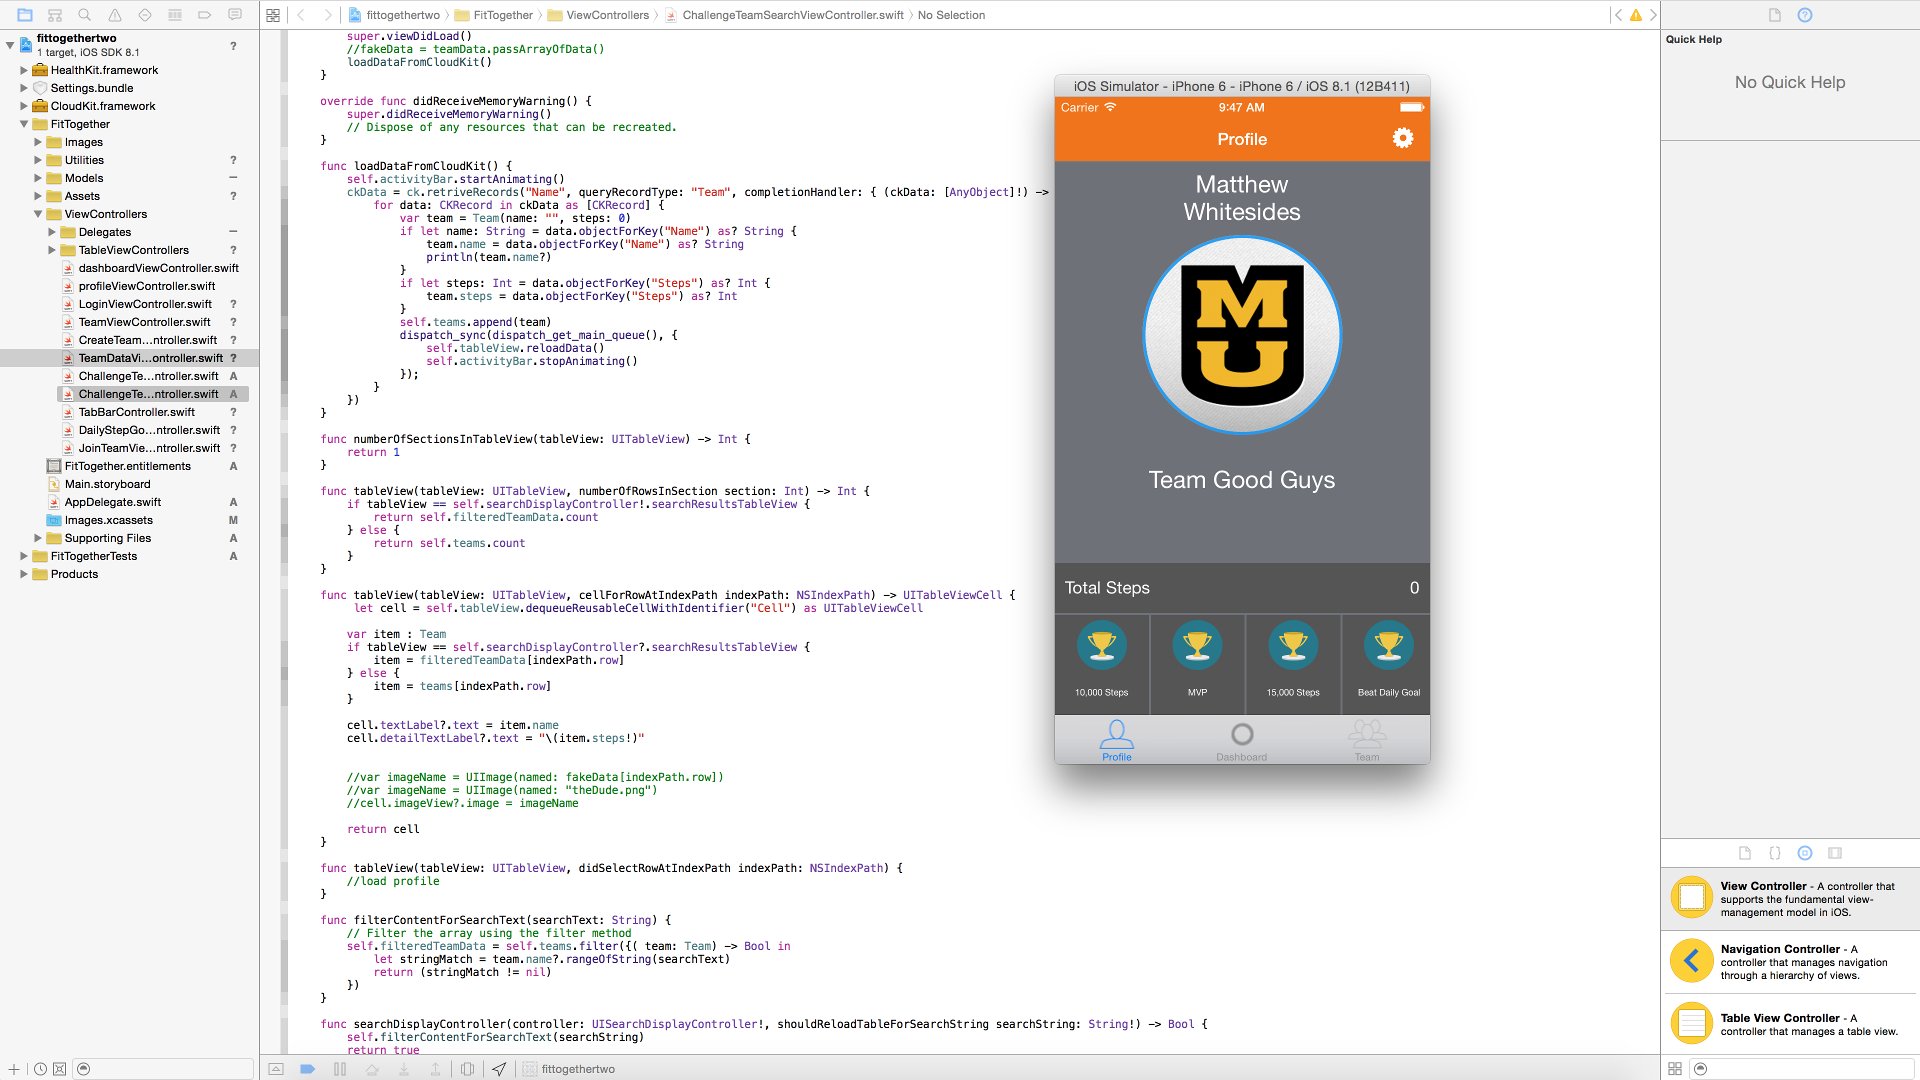 fittogethertwo
FitTogether
ViewControllers
ChallengeTeamSearchViewController.swift
No Selection
fittogethertwo
1 target, iOS SDK 8.1
?
HealthKit.framework
Settings.bundle
CloudKit.framework
FitTogether
Images
Utilities ?
Models –
Assets ?
ViewControllers
Delegates –
TableViewControllers ?
dashboardViewController.swift
profileViewController.swift
LoginViewController.swift ?
TeamViewController.swift ?
CreateTeam...ntroller.swift ?
TeamDataVi...ontroller.swift ?
ChallengeTe...ntroller.swift A
ChallengeTe...ntroller.swift A
TabBarController.swift ?
DailyStepGo...ntroller.swift ?
JoinTeamVie...ntroller.swift ?
FitTogether.entitlements A
Main.storyboard
AppDelegate.swift A
Images.xcassets M
Supporting Files A
FitTogetherTests A
Products
super.viewDidLoad()
//fakeData = teamData.passArrayOfData()
loadDataFromCloudKit()
}
override func didReceiveMemoryWarning() {
super.didReceiveMemoryWarning()
// Dispose of any resources that can be recreated.
}
func loadDataFromCloudKit() {
self.activityBar.startAnimating()
ckData = ck.retriveRecords("Name", queryRecordType: "Team", completionHandler: { (ckData: [AnyObject]!) ->
for data: CKRecord in ckData as [CKRecord] {
var team = Team(name: "", steps: 0)
if let name: String = data.objectForKey("Name") as? String {
team.name = data.objectForKey("Name") as? String
println(team.name?)
}
if let steps: Int = data.objectForKey("Steps") as? Int {
team.steps = data.objectForKey("Steps") as? Int
}
self.teams.append(team)
dispatch_sync(dispatch_get_main_queue(), {
self.tableView.reloadData()
self.activityBar.stopAnimating()
});
}
})
}
func numberOfSectionsInTableView(tableView: UITableView) -> Int {
return 1
}
func tableView(tableView: UITableView, numberOfRowsInSection section: Int) -> Int {
if tableView == self.searchDisplayController!.searchResultsTableView {
return self.filteredTeamData.count
} else {
return self.teams.count
}
}
func tableView(tableView: UITableView, cellForRowAtIndexPath indexPath: NSIndexPath) -> UITableViewCell {
let cell = self.tableView.dequeueReusableCellWithIdentifier("Cell") as UITableViewCell
var item : Team
if tableView == self.searchDisplayController?.searchResultsTableView {
item = filteredTeamData[indexPath.row]
} else {
item = teams[indexPath.row]
}
cell.textLabel?.text = item.name
cell.detailTextLabel?.text = "\(item.steps!)"
//var imageName = UIImage(named: fakeData[indexPath.row])
//var imageName = UIImage(named: "theDude.png")
//cell.imageView?.image = imageName
return cell
}
func tableView(tableView: UITableView, didSelectRowAtIndexPath indexPath: NSIndexPath) {
//load profile
}
func filterContentForSearchText(searchText: String) {
// Filter the array using the filter method
self.filteredTeamData = self.teams.filter({( team: Team) -> Bool in
let stringMatch = team.name?.rangeOfString(searchText)
return (stringMatch != nil)
})
}
func searchDisplayController(controller: UISearchDisplayController!, shouldReloadTableForSearchString searchString: String!) -> Bool {
self.filterContentForSearchText(searchString)
return true
fittogethertwo
iOS Simulator - iPhone 6 - iPhone 6 / iOS 8.1 (12B411)
Carrier 9:47 AM
Profile
Matthew
Whitesides
M
U
Team Good Guys
Total Steps 0
10,000 Steps
MVP
15,000 Steps
Beat Daily Goal
Profile
Dashboard
Team
Quick Help
No Quick Help
View Controller - A controller that
supports the fundamental view-
management model in iOS.
Navigation Controller - A
controller that manages navigation
through a hierarchy of views.
Table View Controller - A
controller that manages a table view.